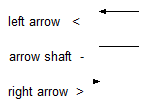 left arrow <
arrow shaft -
right arrow >